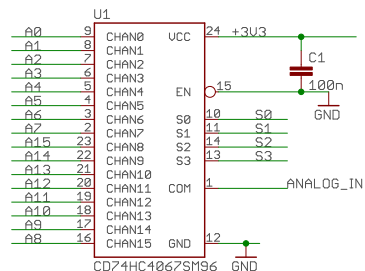 U1
A0 9 CHAN0 VCC 24 +3V3
A1 8 CHAN1
A2 7 CHAN2 C1
A3 6 CHAN3
A4 5 CHAN4 EN 15 100n
A5 4 CHAN5
A6 3 CHAN6 S0 10 S0 GND
A7 2 CHAN7 S1 11 S1
A15 23 CHAN8 S2 14 S2
A14 22 CHAN9 S3 13 S3
A13 21 CHAN10
A12 20 CHAN11 COM 1 ANALOG_IN
A11 19 CHAN12
A10 18 CHAN13
A9 17 CHAN14
A8 16 CHAN15 GND 12
CD74HC4067SM96 GND